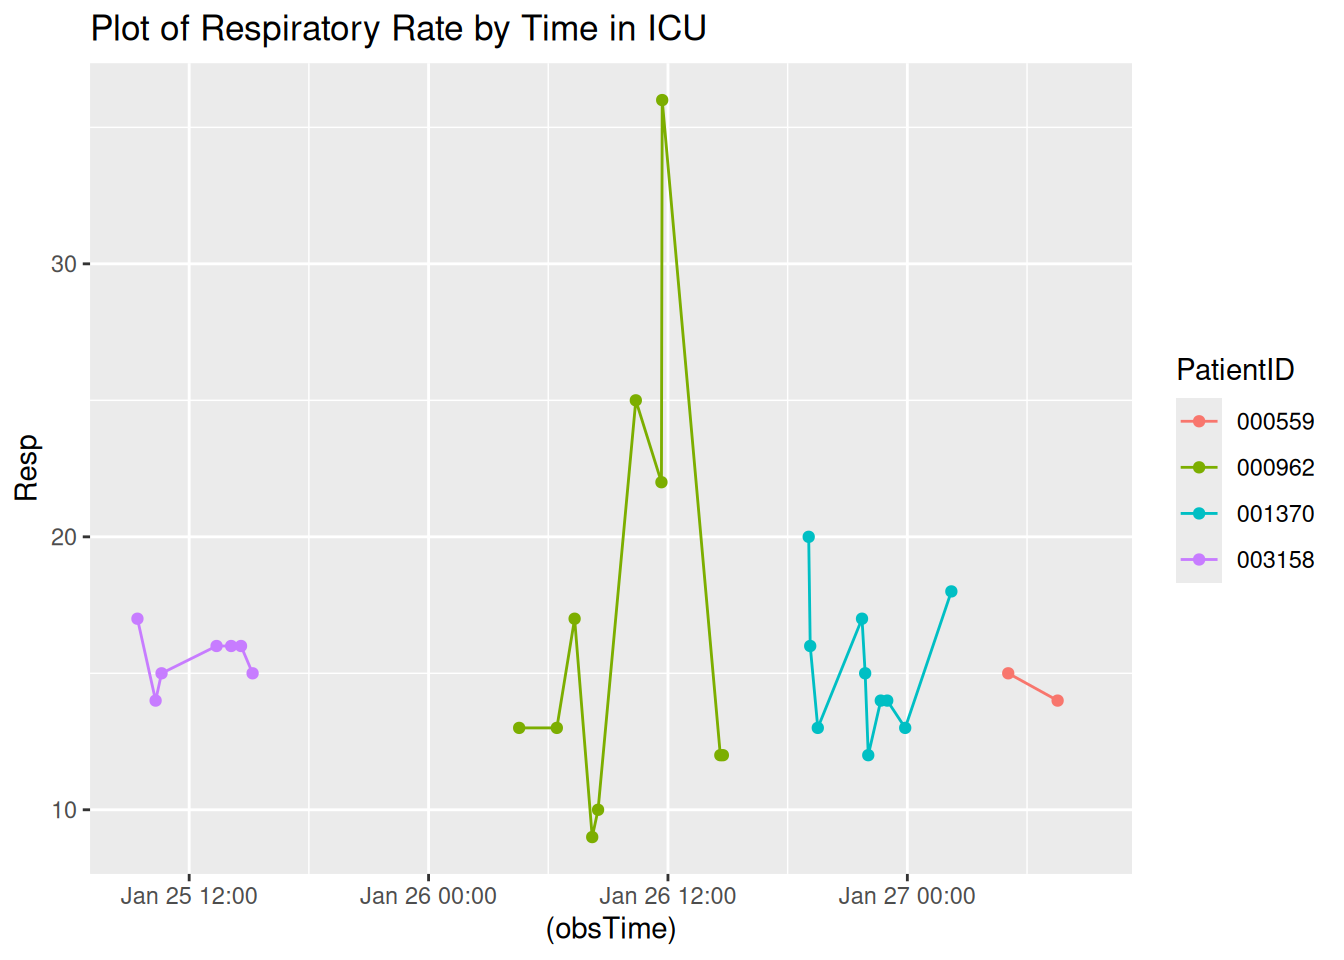 Plot of Respiratory Rate by Time in ICU
30
20
10
Resp
Jan 25 12:00
Jan 26 00:00
Jan 26 12:00
Jan 27 00:00
(obsTime)
PatientID
000559
000962
001370
003158